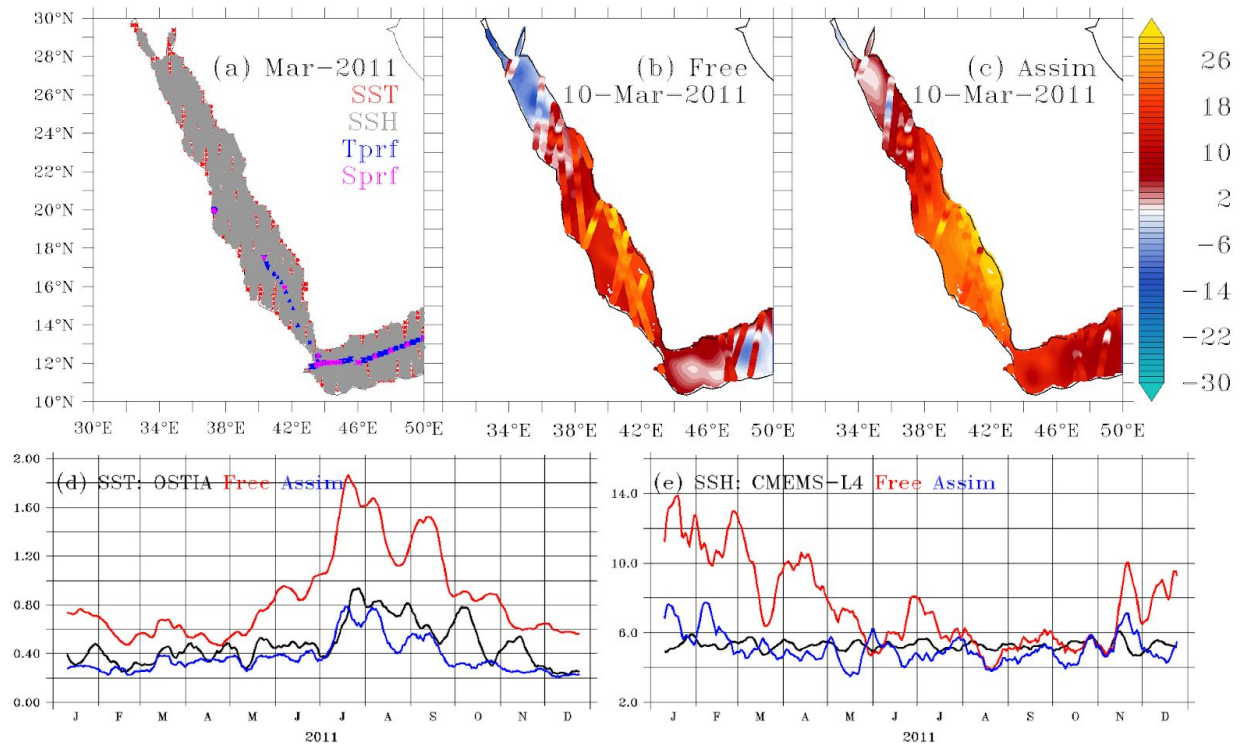 30°N
28°N
26°N
24°N
22°N
20°N
18°N
16°N
14°N
12°N
10°N
(a) Mar-2011
SST
SSH
Tprf
Sprf
30°E 34°E 38°E 42°E 46°E 50°E
(b) Free
10-Mar-2011
34°E 38°E 42°E 46°E 50°E
(c) Assim
10-Mar-2011
34°E 38°E 42°E 46°E 50°E
26
18
10
2
-6
-14
-22
-30
(d) SST: OSTIA Free Assim
2.00
1.60
1.20
0.80
0.40
0.00
J F M A M J J A S O N D
2011
(e) SSH: CMEMS-L4 Free Assim
14.0
10.0
6.0
2.0
J F M A M J J A S O N D
2011